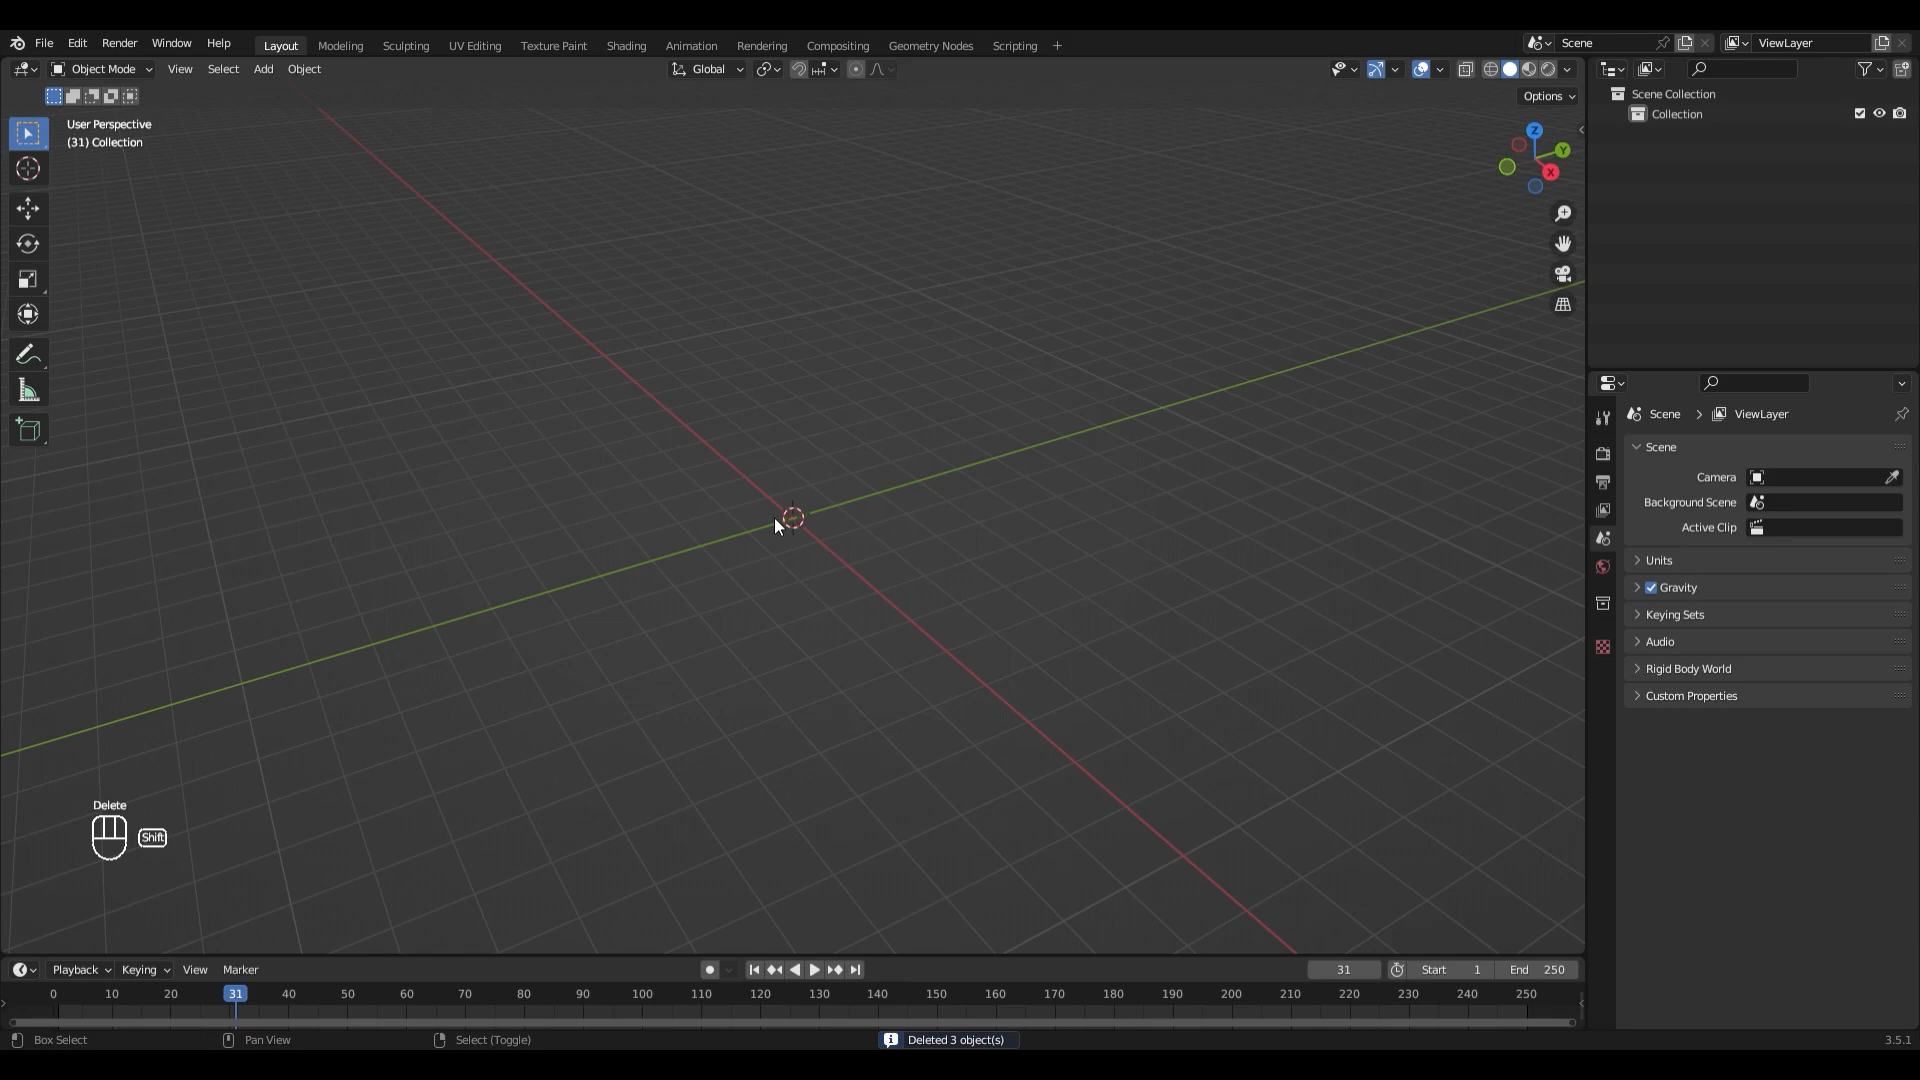 File Edit Render Window Help Layout Modeling Sculpting UV Editing Texture Paint Shading Animation Rendering Compositing Geometry Nodes Scripting + Scene ViewLayer
Object Mode View Select Add Object Global
Options
User Perspective
(31) Collection
Z
Y
X
Scene Collection
Collection
Scene > ViewLayer
Scene
Camera
Background Scene
Active Clip
Units
Gravity
Keying Sets
Audio
Rigid Body World
Custom Properties
Delete
Shift
Playback Keying View Marker 31 Start 1 End 250
0 10 20 31 40 50 60 70 80 90 100 110 120 130 140 150 160 170 180 190 200 210 220 230 240 250
Box Select Pan View Select (Toggle) Deleted 3 object(s) 3.5.1